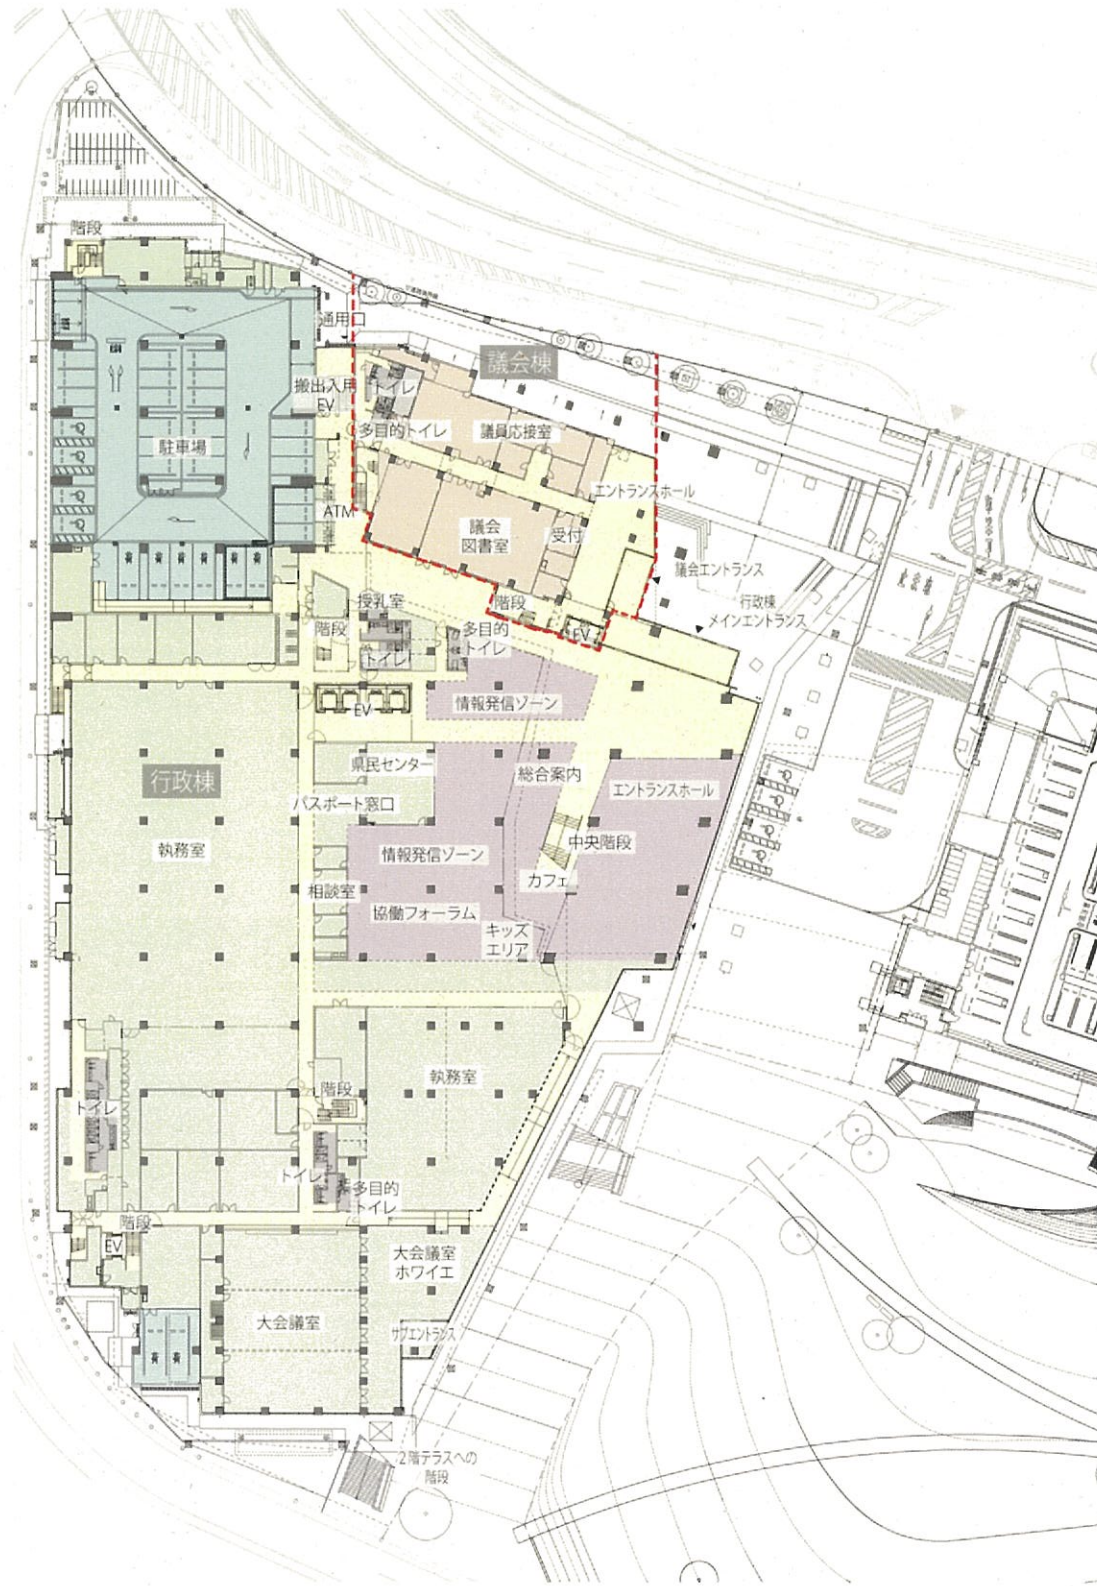 階段
通用口
議会棟
搬出入用
EV
トイレ
多目的トイレ
議員応接室
駐車場
エントランスホール
ATM
議会
図書室
受付
議会エントランス
行政棟
メインエントランス
授乳室
階段
階段
多目的
トイレ
EV
トイレ
情報発信ゾーン
EV
県民センター
総合案内
行政棟
エントランスホール
パスポート窓口
中央階段
執務室
情報発信ゾーン
カフェ
相談室
協働フォーラム
キッズ
エリア
執務室
階段
トイレ
トイレ
多目的
トイレ
階段
EV
大会議室
ホワイエ
大会議室
サブエントランス
2階テラスへの
階段